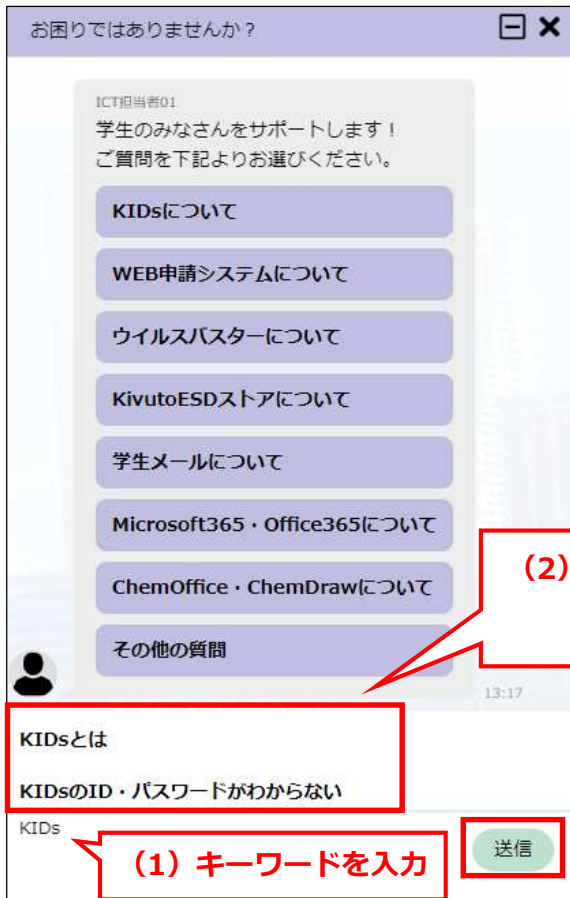 お困りではありませんか？
ICT担当者01
学生のみなさんをサポートします！
ご質問を下記よりお選びください。
KIDsについて
WEB申請システムについて
ウイルスバスターについて
KivutoESDストアについて
学生メールについて
Microsoft365・Office365について
ChemOffice・ChemDrawについて
その他の質問
（2）
13:17
KIDsとは
KIDsのID・パスワードがわからない
KIDs
（1）キーワードを入力
送信